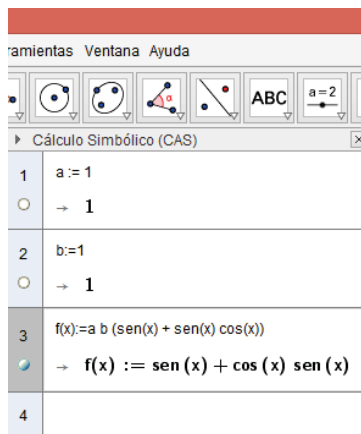 ramientas Ventana Ayuda
α ABC a=2
Cálculo Simbólico (CAS)
1 a := 1
→ 1
2 b:=1
→ 1
3 f(x):=a b (sen(x) + sen(x) cos(x))
→ f(x) := sen (x) + cos (x) sen (x)
4